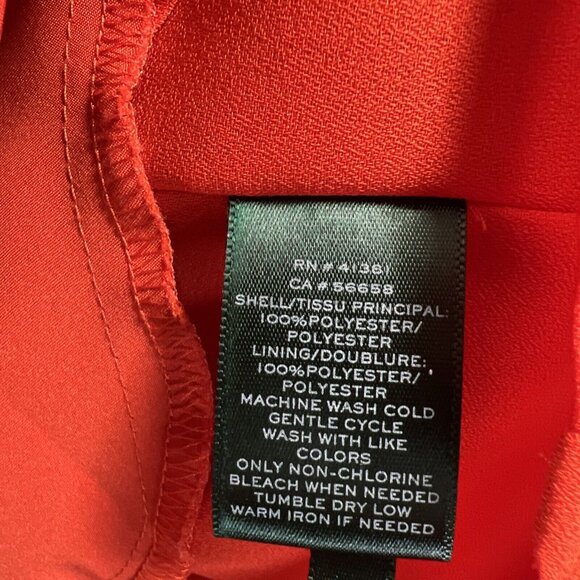 RN # 41381
CA # 56658
SHELL/TISSU PRINCIPAL:
100%POLYESTER/
POLYESTER
LINING/DOUBLURE:
100%POLYESTER/
POLYESTER
MACHINE WASH COLD
GENTLE CYCLE
WASH WITH LIKE
COLORS
ONLY NON-CHLORINE
BLEACH WHEN NEEDED
TUMBLE DRY LOW
WARM IRON IF NEEDED